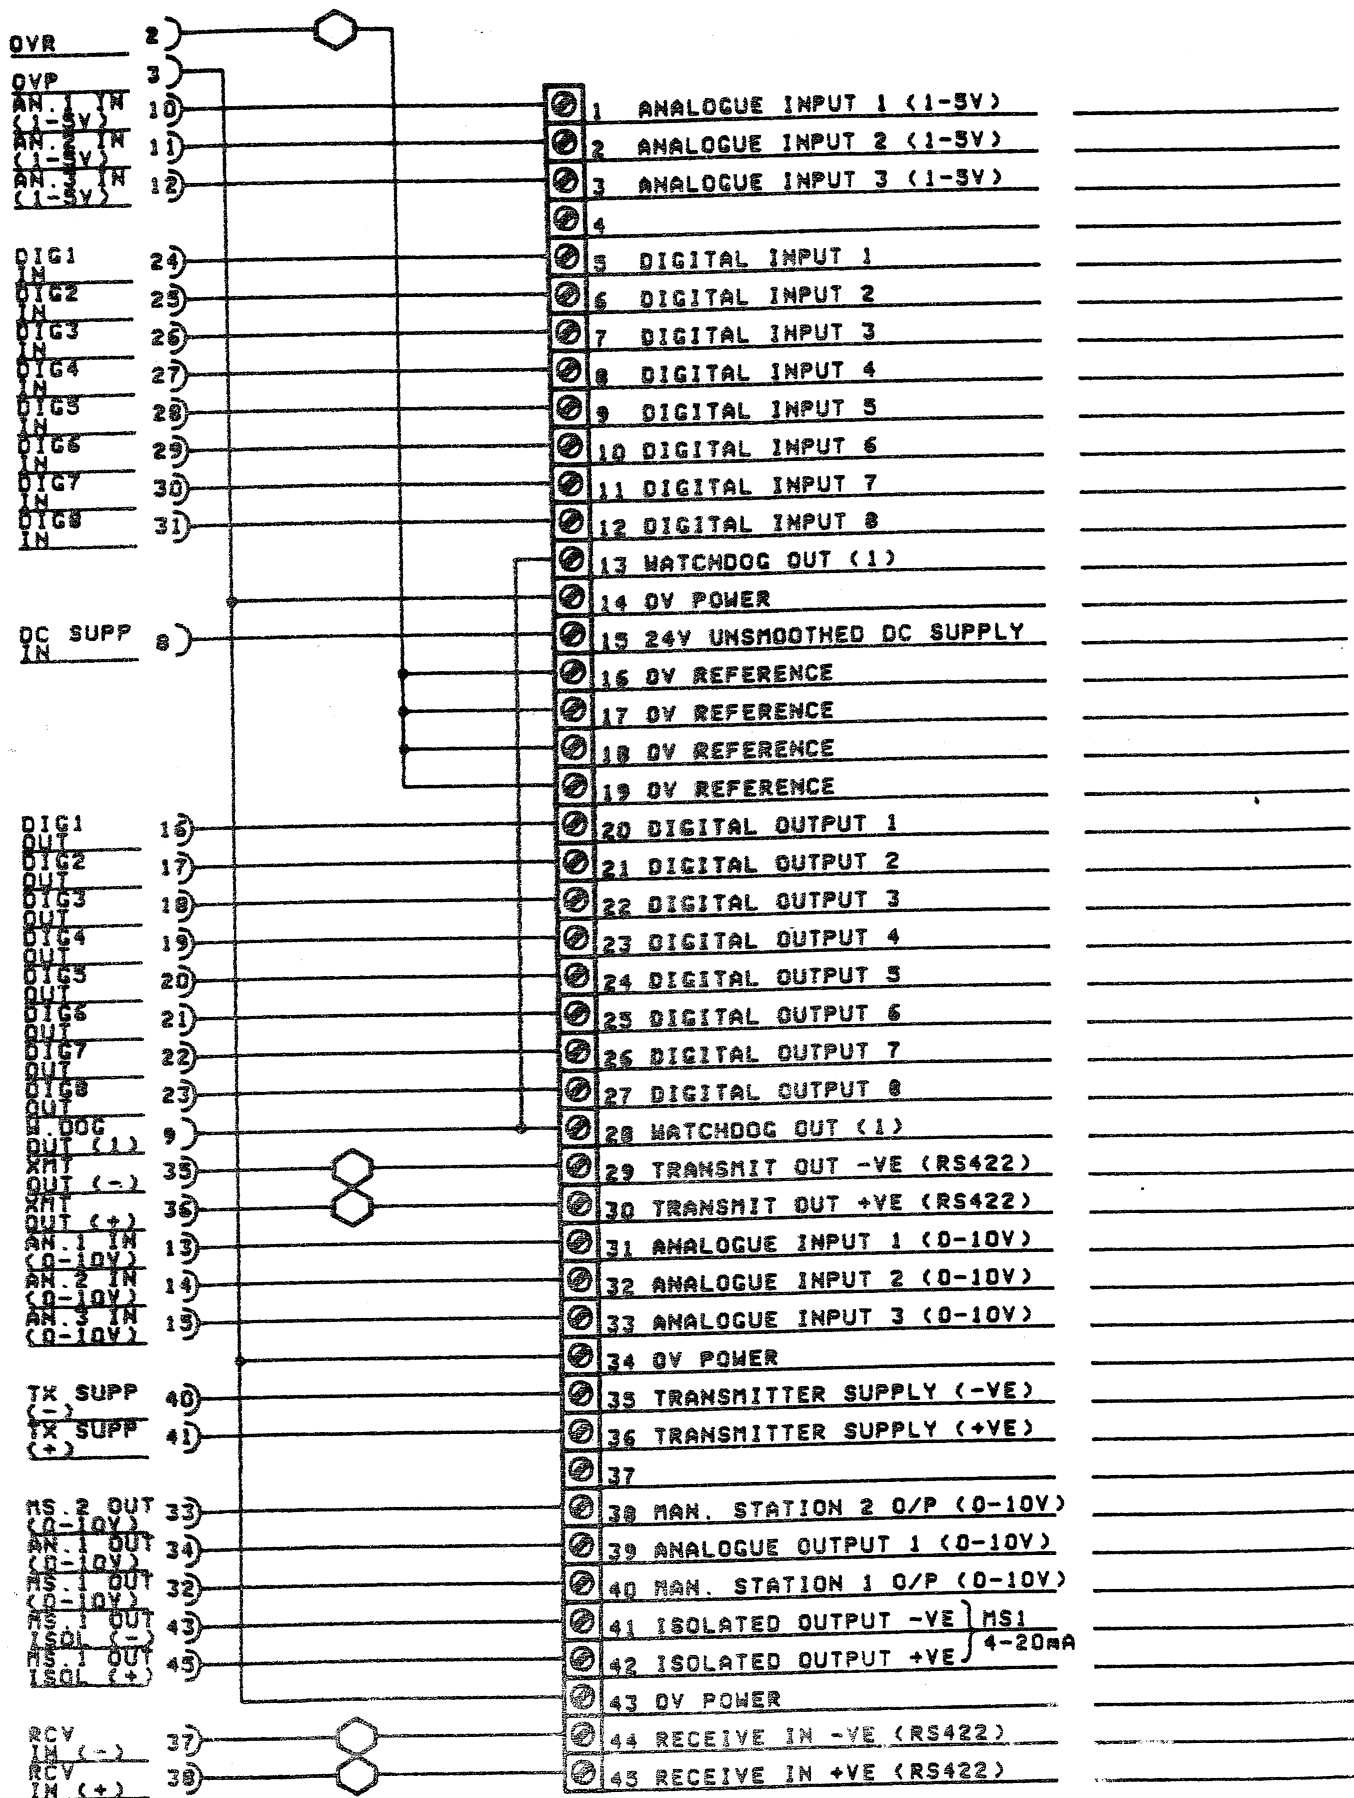 0VR 2
0VP 3
AN.1 IN 10 1 ANALOGUE INPUT 1 (1-5V)
(1-5V)
AN. IN 11 2 ANALOGUE INPUT 2 (1-5V)
(1-5V)
AN. IN 12 3 ANALOGUE INPUT 3 (1-5V)
(1-5V)
4
DIG1 24 5 DIGITAL INPUT 1
IN
DIG2 25 6 DIGITAL INPUT 2
IN
DIG3 26 7 DIGITAL INPUT 3
IN
DIG4 27 8 DIGITAL INPUT 4
IN
DIG5 28 9 DIGITAL INPUT 5
IN
DIG6 29 10 DIGITAL INPUT 6
IN
DIG7 30 11 DIGITAL INPUT 7
IN
DIG8 31 12 DIGITAL INPUT 8
IN
13 WATCHDOG OUT (1)
14 0V POWER
DC SUPP 8 15 24V UNSMOOTHED DC SUPPLY
IN
16 0V REFERENCE
17 0V REFERENCE
18 0V REFERENCE
19 0V REFERENCE
DIG1 16 20 DIGITAL OUTPUT 1
OUT
DIG2 17 21 DIGITAL OUTPUT 2
OUT
DIG3 18 22 DIGITAL OUTPUT 3
OUT
DIG4 19 23 DIGITAL OUTPUT 4
OUT
DIG5 20 24 DIGITAL OUTPUT 5
OUT
DIG6 21 25 DIGITAL OUTPUT 6
OUT
DIG7 22 26 DIGITAL OUTPUT 7
OUT
DIG8 23 27 DIGITAL OUTPUT 8
OUT
W.DOG 9 28 WATCHDOG OUT (1)
OUT (1)
XMT 35 29 TRANSMIT OUT -VE (RS422)
OUT (-)
XMT 36 30 TRANSMIT OUT +VE (RS422)
OUT (+)
AN.1 IN 13 31 ANALOGUE INPUT 1 (0-10V)
(0-10V)
AN.2 IN 14 32 ANALOGUE INPUT 2 (0-10V)
(0-10V)
AN.3 IN 15 33 ANALOGUE INPUT 3 (0-10V)
(0-10V)
34 0V POWER
TX SUPP 40 35 TRANSMITTER SUPPLY (-VE)
(-)
TX SUPP 41 36 TRANSMITTER SUPPLY (+VE)
(+)
37
MS.2 OUT 33 38 MAN. STATION 2 O/P (0-10V)
(0-10V)
AN.1 OUT 34 39 ANALOGUE OUTPUT 1 (0-10V)
(0-10V)
MS.1 OUT 32 40 MAN. STATION 1 O/P (0-10V)
(0-10V)
MS.1 OUT 43 41 ISOLATED OUTPUT -VE MS1
ISOL (-) 4-20mA
MS.1 OUT 45 42 ISOLATED OUTPUT +VE
ISOL (+)
43 0V POWER
RCV 37 44 RECEIVE IN -VE (RS422)
IN (-)
RCV 38 45 RECEIVE IN +VE (RS422)
IN (+)